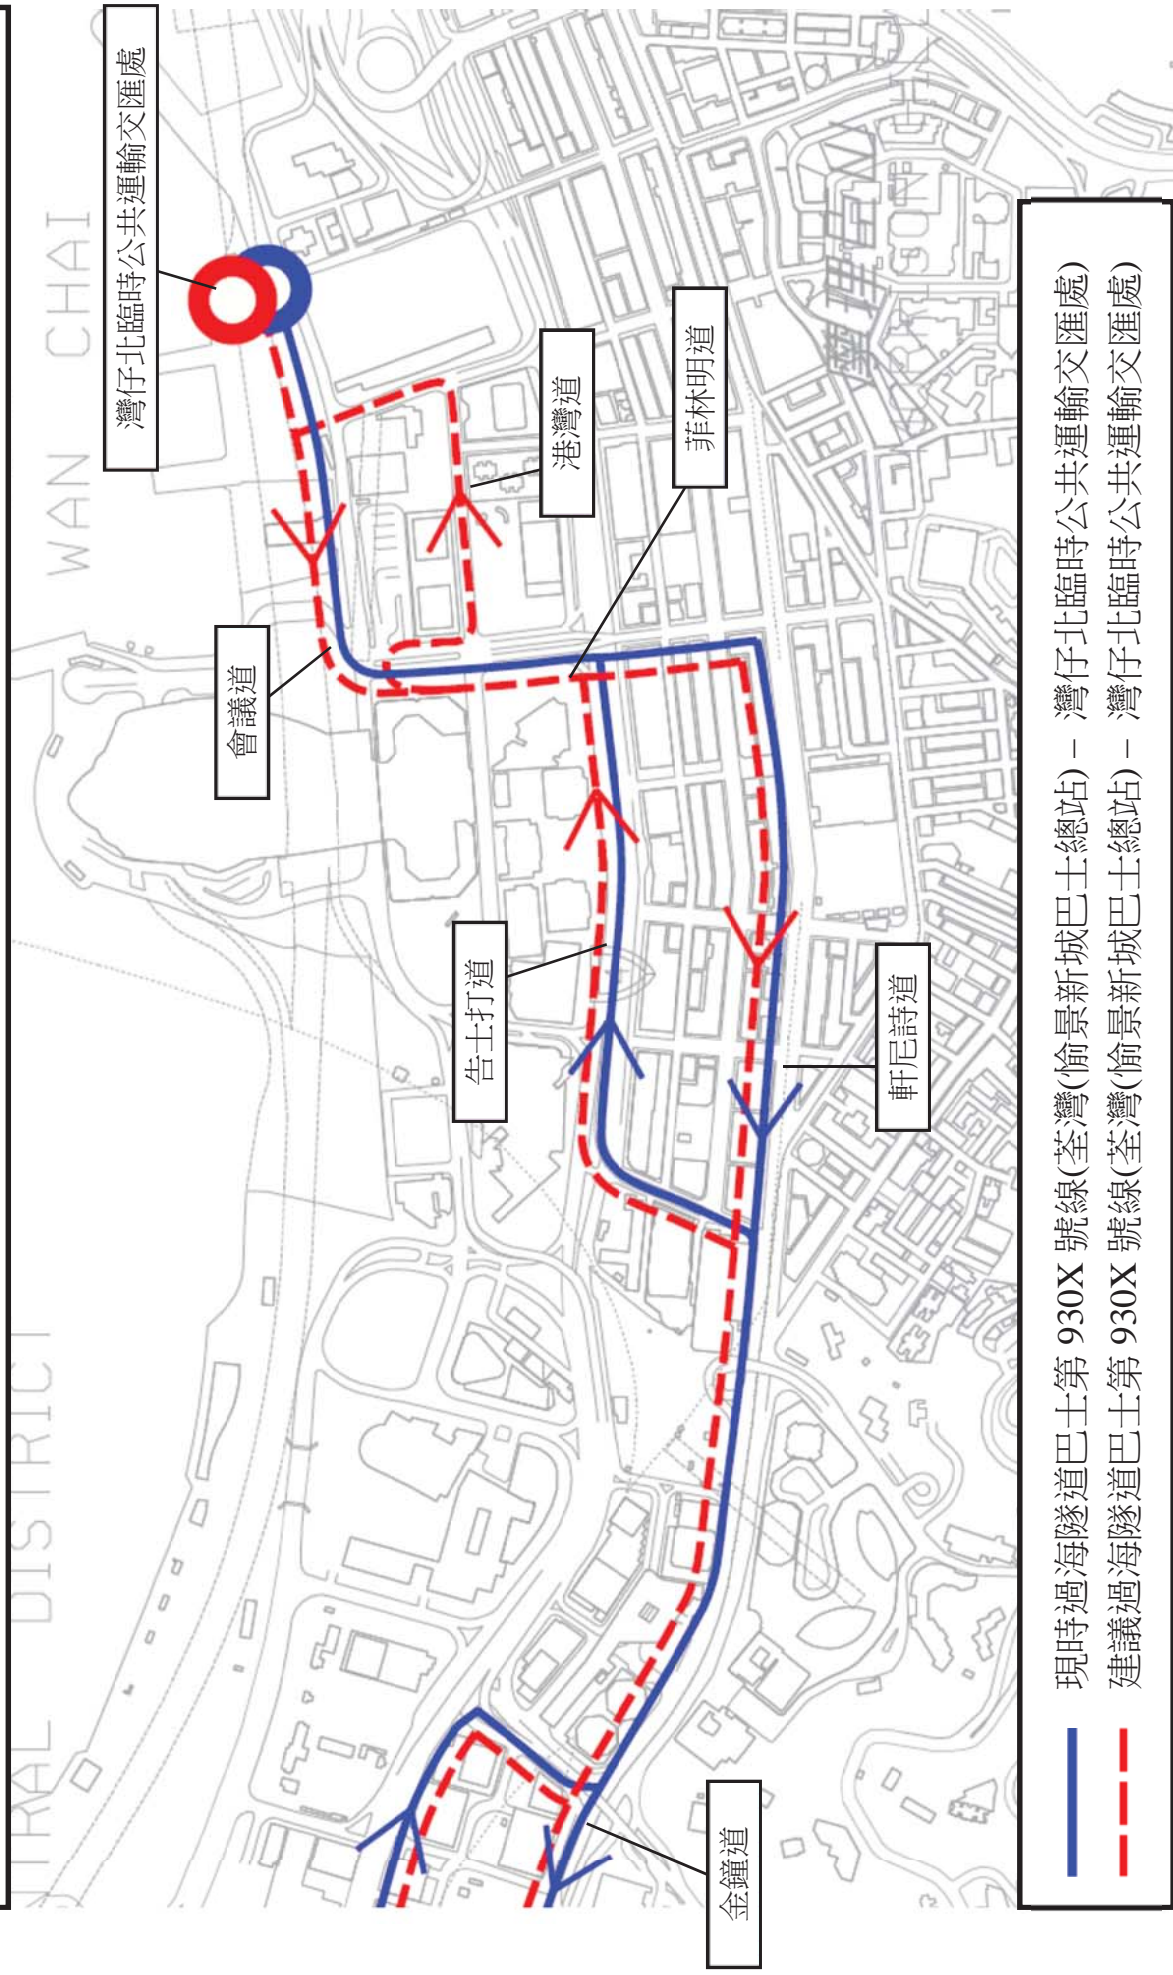 WAN CHAI
TRAL DISTRICT
灣仔北臨時公共運輸交匯處
會議道
港灣道
菲林明道
告士打道
軒尼詩道
金鐘道
現時過海隧道巴士第 930X 號線(荃灣(愉景新城巴士總站) – 灣仔北臨時公共運輸交匯處)
建議過海隧道巴士第 930X 號線(荃灣(愉景新城巴士總站) – 灣仔北臨時公共運輸交匯處)